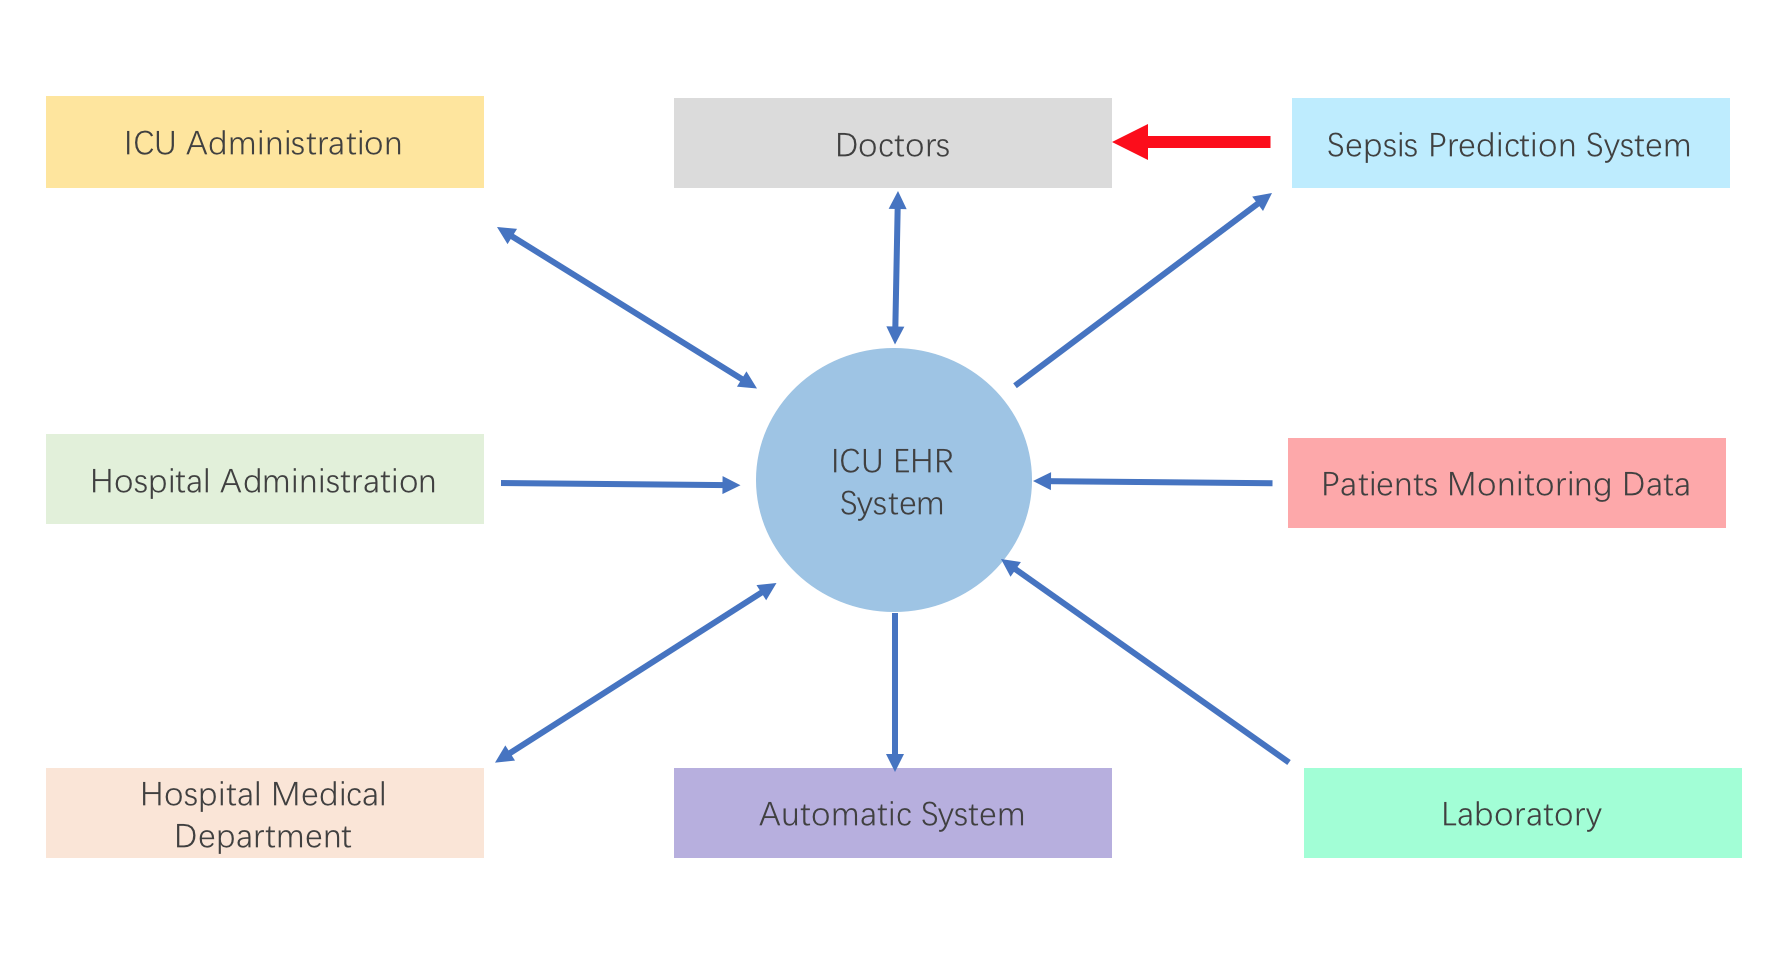 ICU Administration
Doctors
Sepsis Prediction System
Hospital Administration
ICU EHR
System
Patients Monitoring Data
Hospital Medical
Department
Automatic System
Laboratory